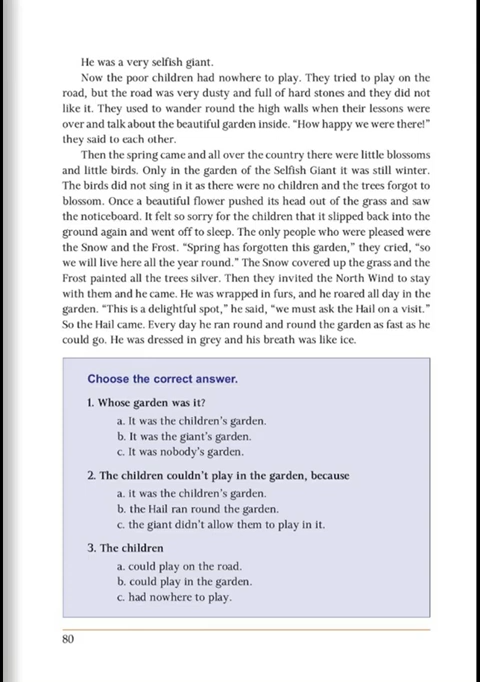 He was a very selfish giant.
Now the poor children had nowhere to play. They tried to play on the
road, but the road was very dusty and full of hard stones and they did not
like it. They used to wander round the high walls when their lessons were
over and talk about the beautiful garden inside. “How happy we were there!”
they said to each other.
Then the spring came and all over the country there were little blossoms
and little birds. Only in the garden of the Selfish Giant it was still winter.
The birds did not sing in it as there were no children and the trees forgot to
blossom. Once a beautiful flower pushed its head out of the grass and saw
the noticeboard. It felt so sorry for the children that it slipped back into the
ground again and went off to sleep. The only people who were pleased were
the Snow and the Frost. “Spring has forgotten this garden,” they cried, “so
we will live here all the year round.” The Snow covered up the grass and the
Frost painted all the trees silver. Then they invited the North Wind to stay
with them and he came. He was wrapped in furs, and he roared all day in the
garden. “This is a delightful spot,” he said, “we must ask the Hail on a visit.”
So the Hail came. Every day he ran round and round the garden as fast as he
could go. He was dressed in grey and his breath was like ice.
Choose the correct answer.
1. Whose garden was it?
a. It was the children’s garden.
b. It was the giant’s garden.
c. It was nobody’s garden.
2. The children couldn’t play in the garden, because
a. it was the children’s garden.
b. the Hail ran round the garden.
c. the giant didn’t allow them to play in it.
3. The children
a. could play on the road.
b. could play in the garden.
c. had nowhere to play.
80